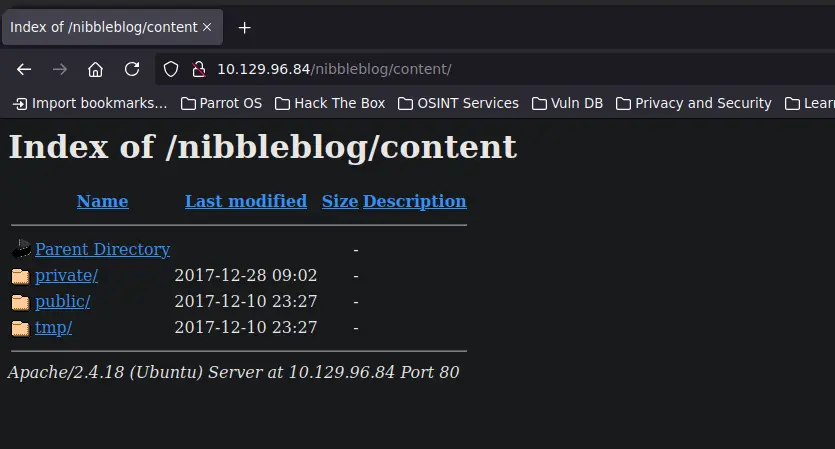 Index of /nibbleblog/content
10.129.96.84/nibbleblog/content/
Import bookmarks… Parrot OS Hack The Box OSINT Services Vuln DB Privacy and Security Learn
Index of /nibbleblog/content
Name Last modified Size Description
Parent Directory -
private/ 2017-12-28 09:02 -
public/ 2017-12-10 23:27 -
tmp/ 2017-12-10 23:27 -
Apache/2.4.18 (Ubuntu) Server at 10.129.96.84 Port 80